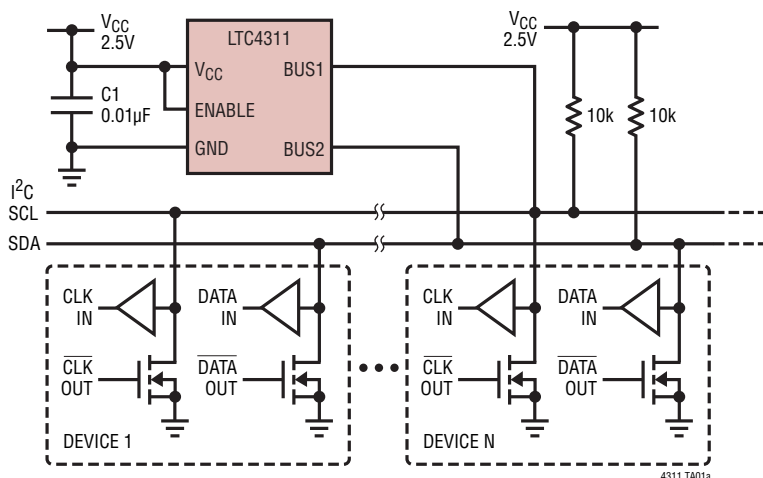 VCC
2.5V
LTC4311
VCC
BUS1
ENABLE
GND
BUS2
C1
0.01µF
VCC
2.5V
10k
10k
I²C
SCL
SDA
CLK
IN
DATA
IN
CLK
OUT
DATA
OUT
DEVICE 1
CLK
IN
DATA
IN
CLK
OUT
DATA
OUT
DEVICE N
4311 TA01a